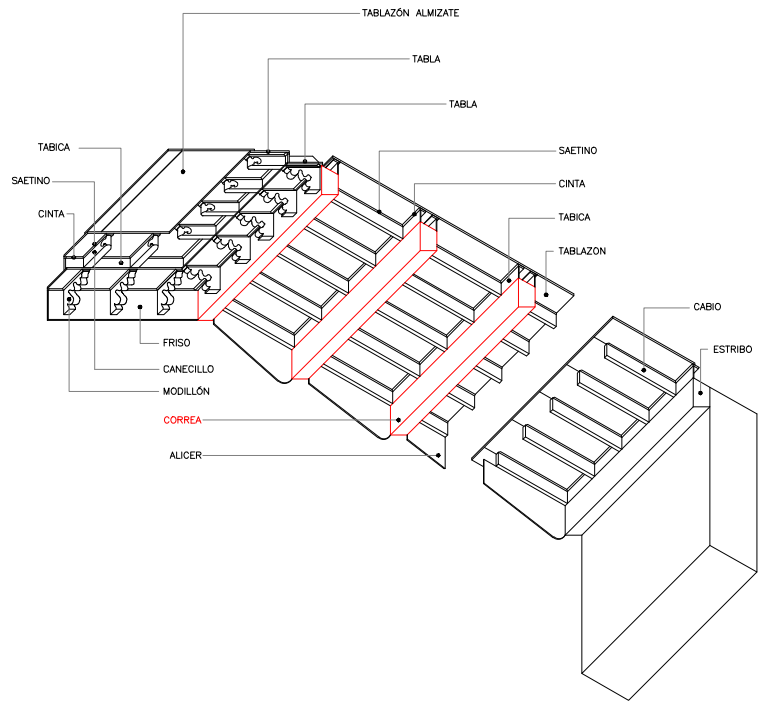 TABLAZÓN ALMIZATE
TABLA
TABLA
TABICA
SAETINO
SAETINO
CINTA
CINTA
TABICA
TABLAZON
CABIO
FRISO
ESTRIBO
CANECILLO
MODILLÓN
CORREA
ALICER